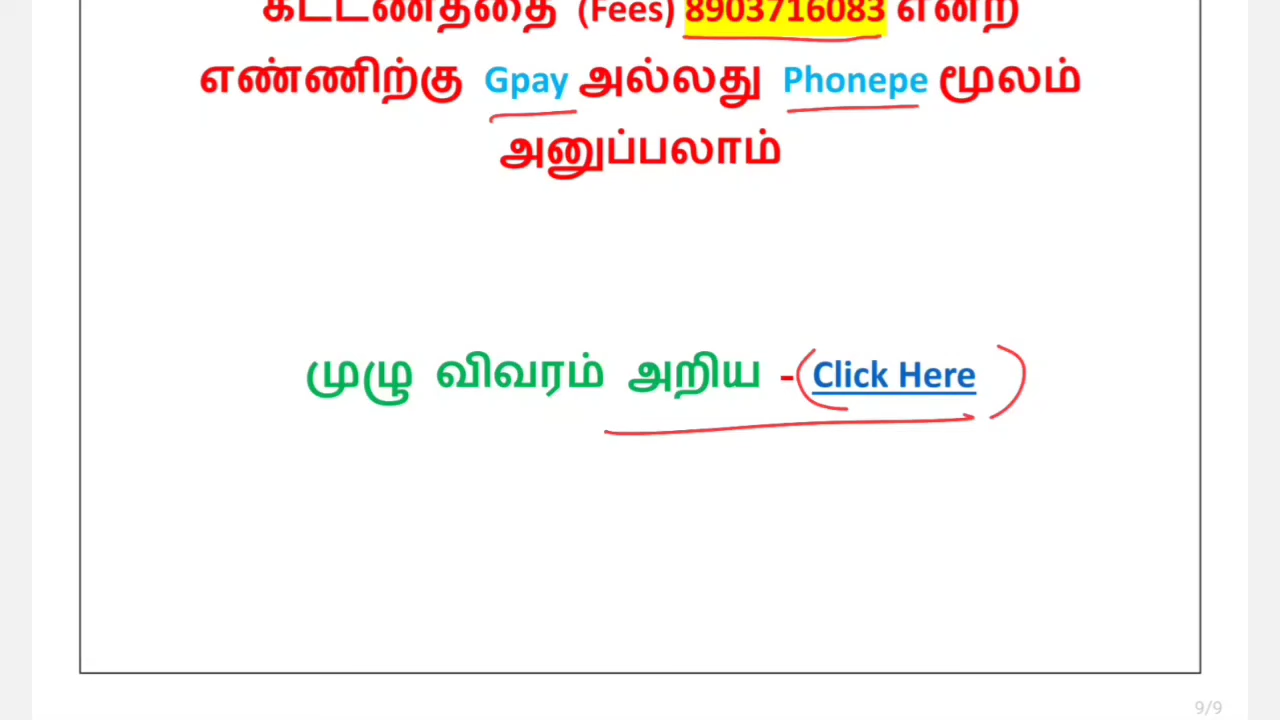 கட்டணத்தை (Fees) 8903716083 என்ற
எண்ணிற்கு Gpay அல்லது Phonepe மூலம்
அனுப்பலாம்
முழு விவரம் அறிய - Click Here
9/9